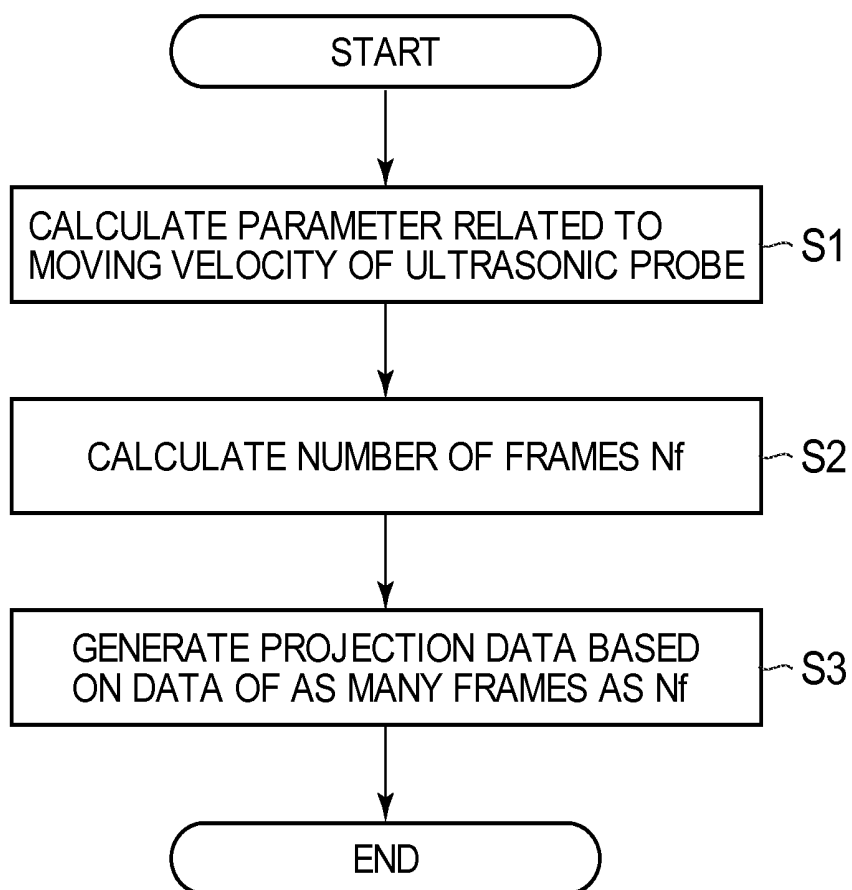 START
CALCULATE PARAMETER RELATED TO
MOVING VELOCITY OF ULTRASONIC PROBE
S1
CALCULATE NUMBER OF FRAMES Nf
S2
GENERATE PROJECTION DATA BASED
ON DATA OF AS MANY FRAMES AS Nf
S3
END